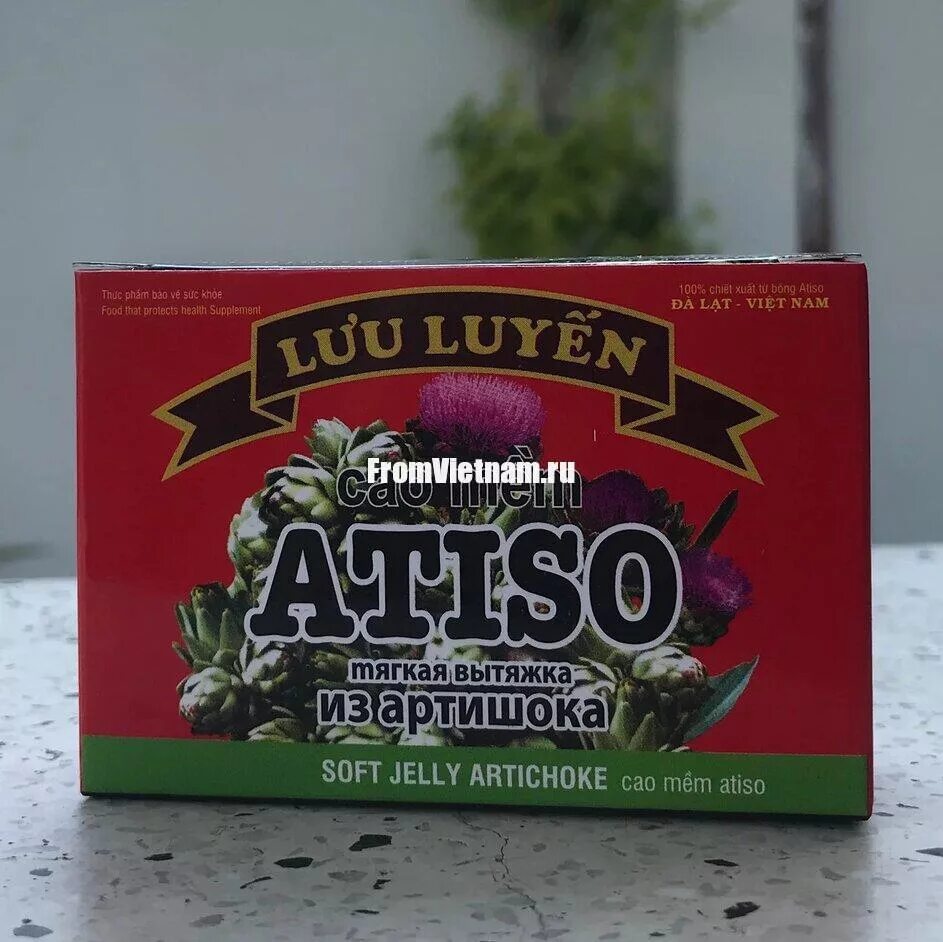 Thực phẩm bảo vệ sức khỏe
Food that protects health Supplement
100% chiết xuất từ bông Atiso
ĐÀ LẠT - VIỆT NAM
LƯU LUYẾN
FromVietnam.ru
cao mềm
ATISO
mягкая вытяжка
из артишока
SOFT JELLY ARTICHOKE cao mềm atiso